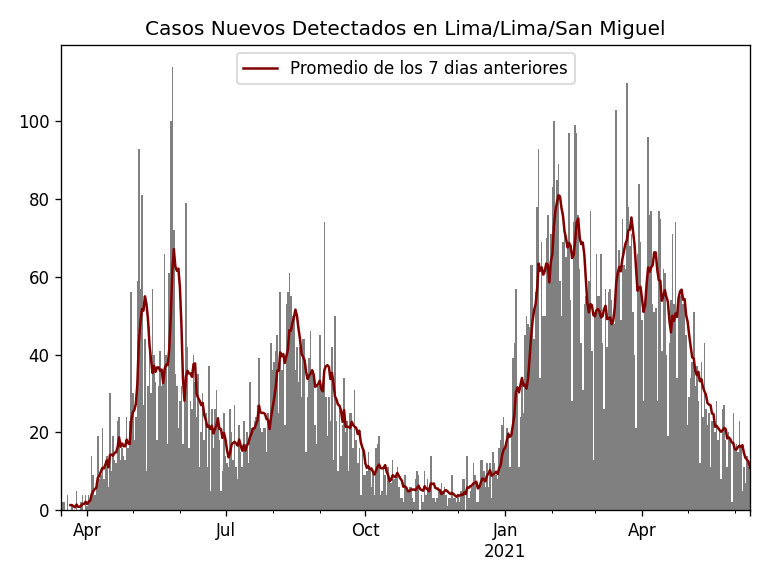 Casos Nuevos Detectados en Lima/Lima/San Miguel
Promedio de los 7 dias anteriores
100
80
60
40
20
0
Apr Jul Oct Jan Apr
2021